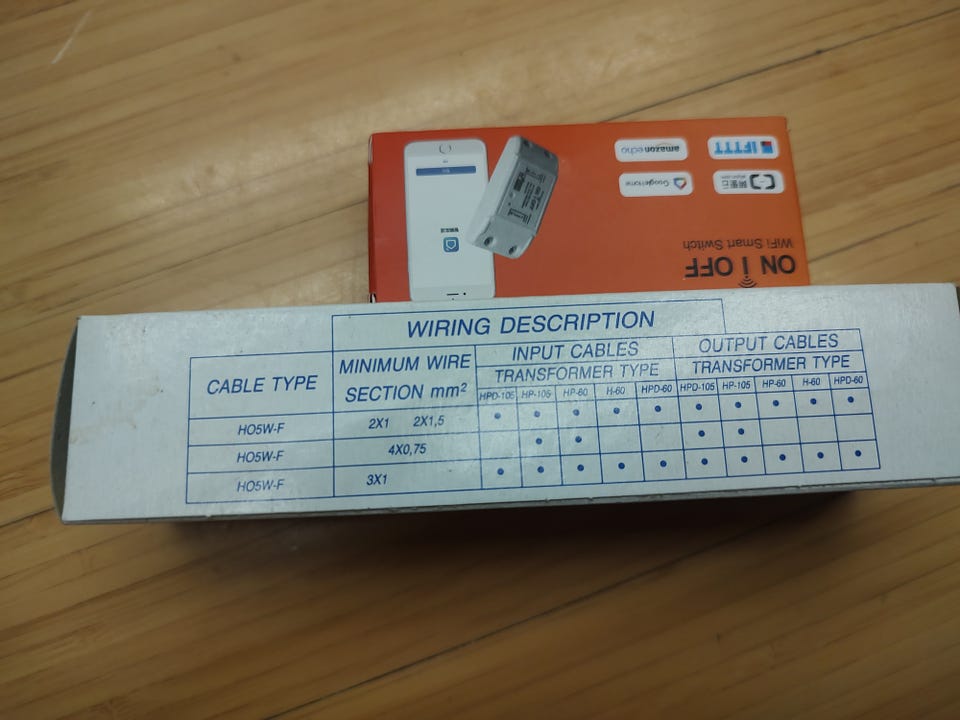 IFTTT
amazon echo
GoogleHome
WiFi Smart Switch
ON i OFF
WIRING DESCRIPTION
CABLE TYPE
MINIMUM WIRE
SECTION mm²
INPUT CABLES
TRANSFORMER TYPE
OUTPUT CABLES
TRANSFORMER TYPE
HPD-105 HP-105 HP-60 H-60 HPD-60 HPD-105 HP-105 HP-60 H-60 HPD-60
HO5W-F 2X1 2X1,5 • • • • • • • • • •
HO5W-F 4X0,75 • • • •
HO5W-F 3X1 • • • • • • • • • •